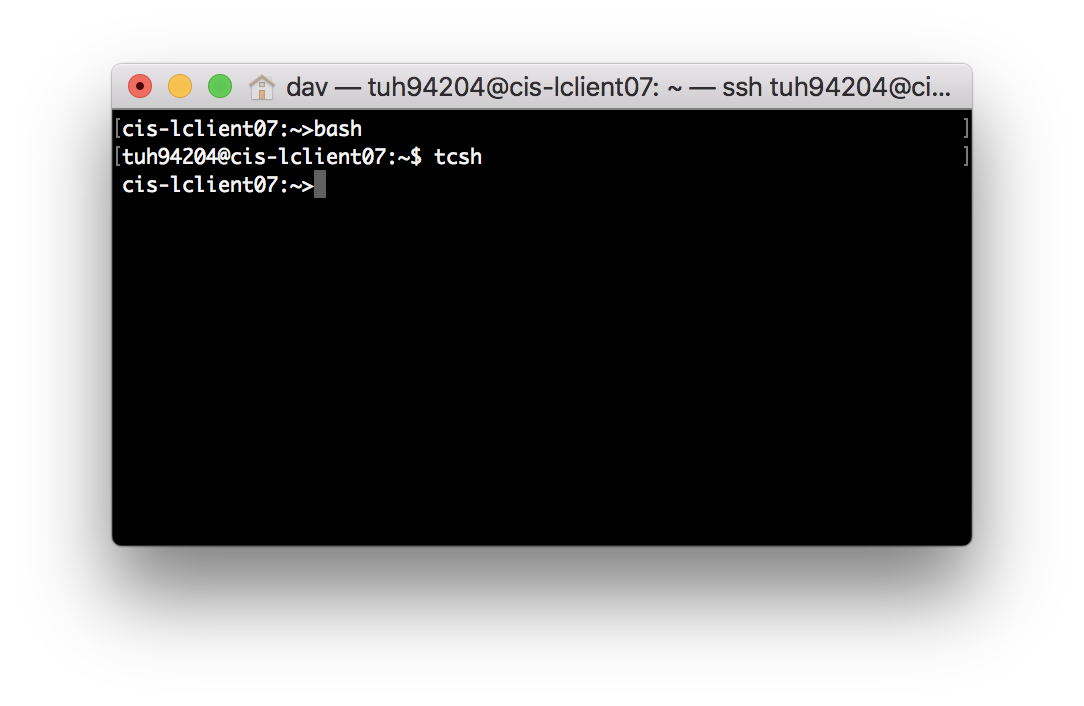 dav — tuh94204@cis-lclient07: ~ — ssh tuh94204@ci...
[cis-lclient07:~>bash ]
[tuh94204@cis-lclient07:~$ tcsh ]
cis-lclient07:~>